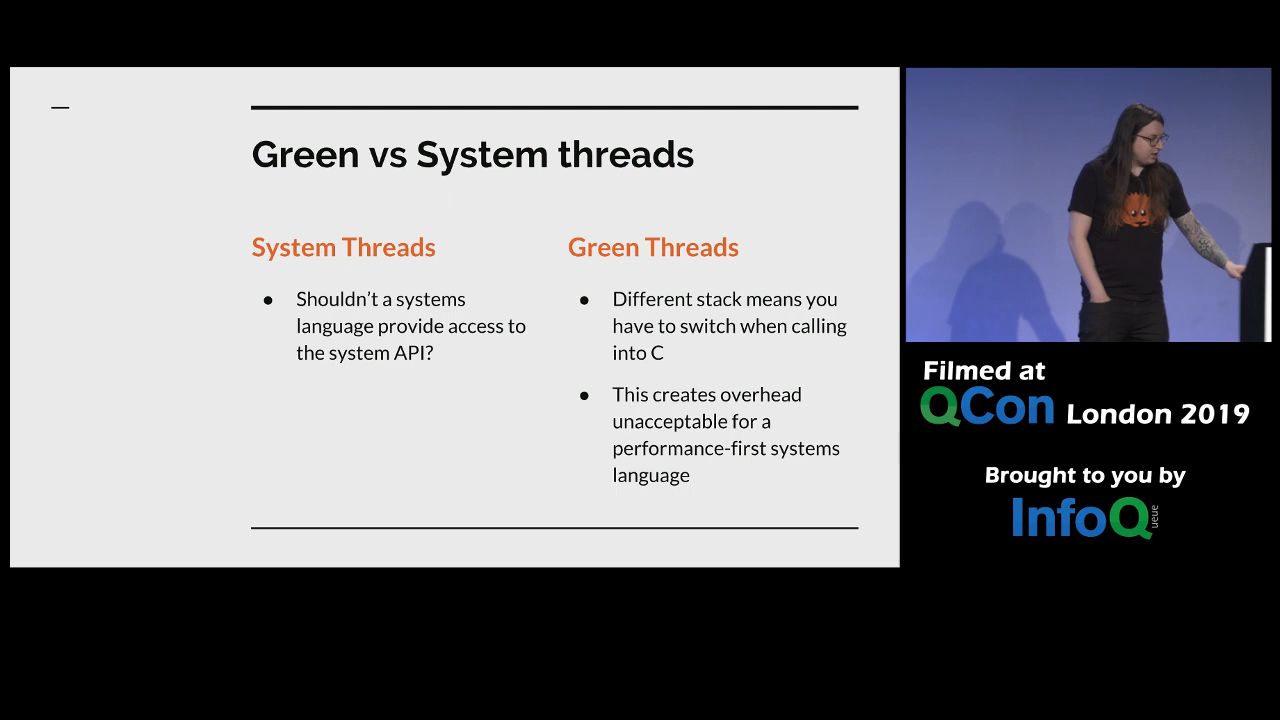 Green vs System threads
System Threads
● Shouldn't a systems
language provide access to
the system API?
Green Threads
● Different stack means you
have to switch when calling
into C
● This creates overhead
unacceptable for a
performance-first systems
language
Filmed at
QCon London 2019
Brought to you by
InfoQueue